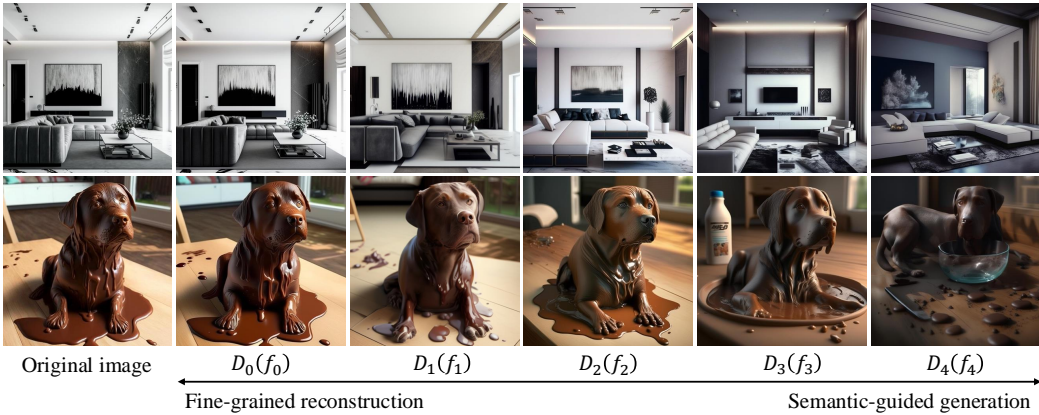 Original image
D₀(f₀)
D₁(f₁)
D₂(f₂)
D₃(f₃)
D₄(f₄)
Fine-grained reconstruction
Semantic-guided generation